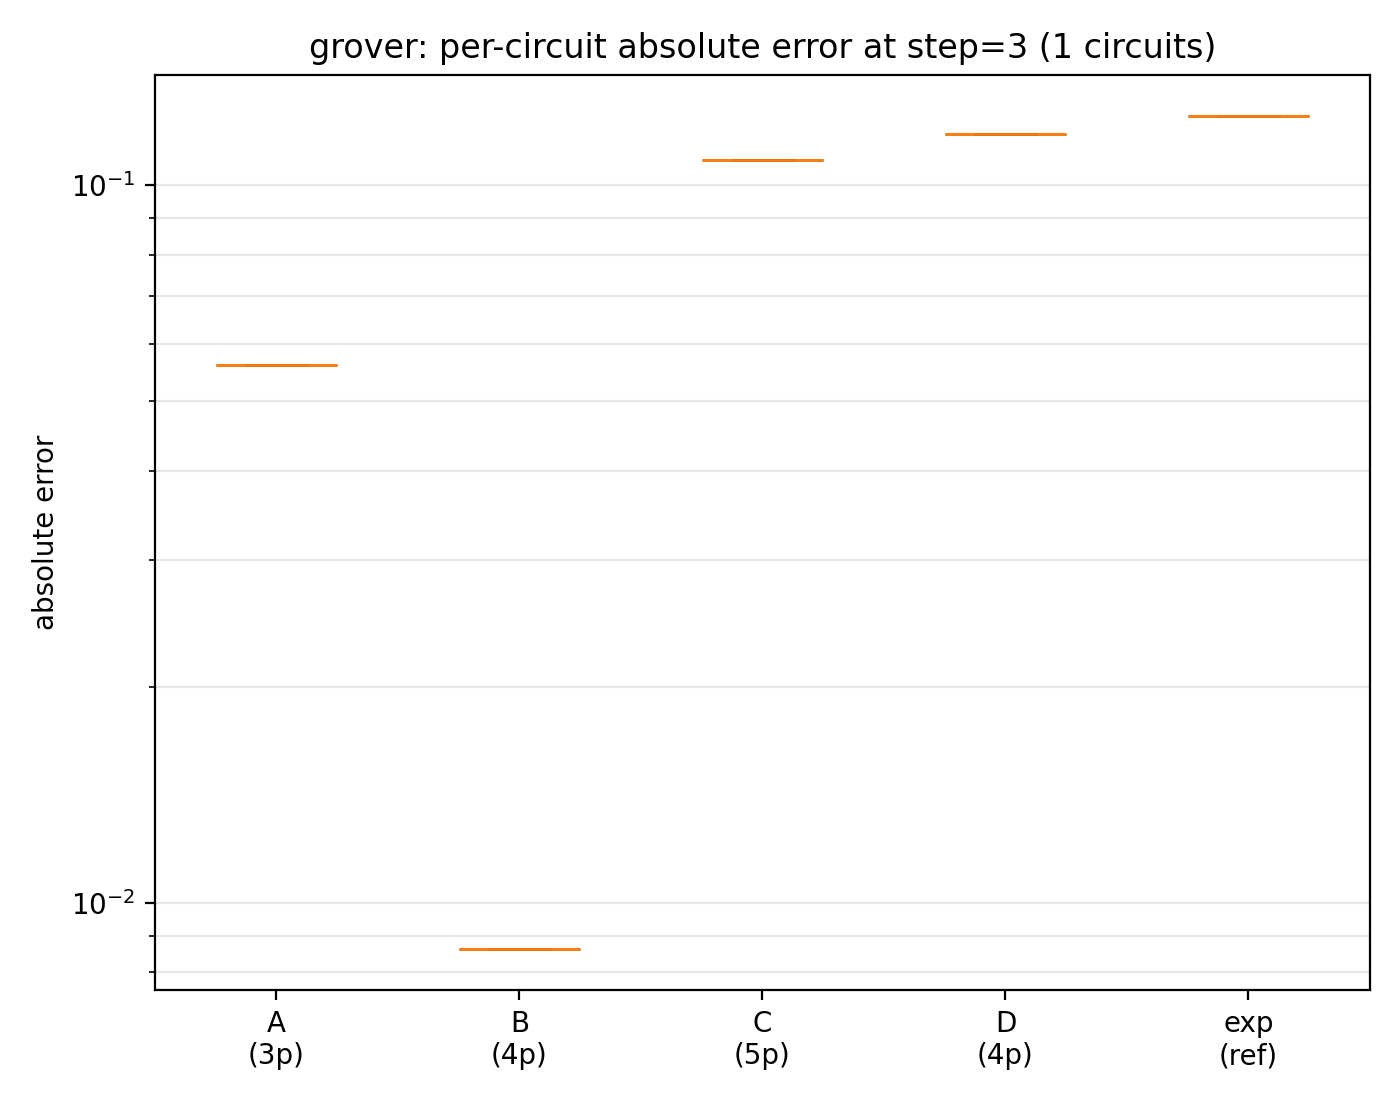 grover: per-circuit absolute error at step=3 (1 circuits)
absolute error
10⁻¹
10⁻²
A B C D exp
(3p) (4p) (5p) (4p) (ref)